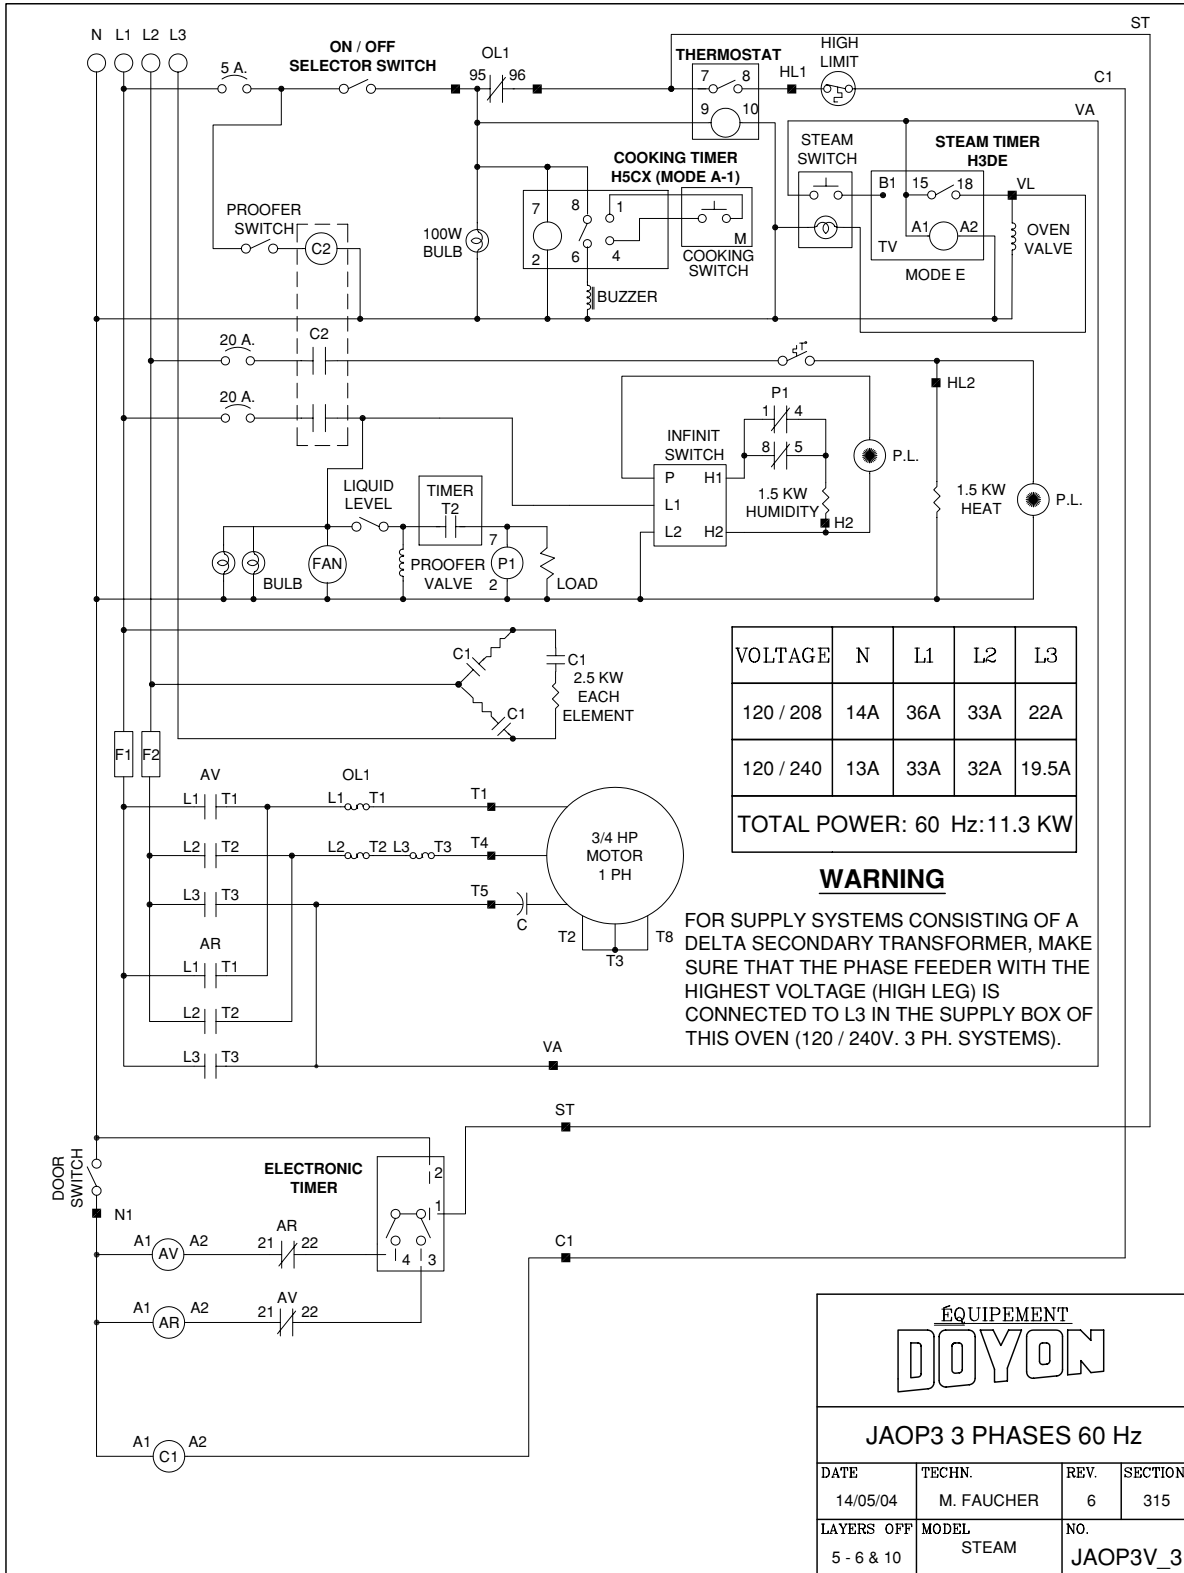 ST
N L1 L2 L3
ON / OFF
SELECTOR SWITCH
OL1
THERMOSTAT
HIGH
LIMIT
5 A.
95 96
7 8
HL1
C1
9 10
VA
STEAM
SWITCH
STEAM TIMER
H3DE
COOKING TIMER
H5CX (MODE A-1)
B1 15 18 VL
PROOFER
SWITCH
7 8 1
100W
BULB
M
A1 A2
OVEN
VALVE
C2
2 6 4
COOKING
SWITCH
TV
MODE E
BUZZER
20 A.
C2
T°
HL2
20 A.
P1
1 4
INFINIT
SWITCH
8 5
P.L.
LIQUID
LEVEL
TIMER
T2
P H1
L1
L2 H2
1.5 KW
HUMIDITY
H2
1.5 KW
HEAT
P.L.
7
BULB
FAN
PROOFER
VALVE
P1
2
LOAD
C1
C1
2.5 KW
EACH
ELEMENT
C1
VOLTAGE N L1 L2 L3
120 / 208 14A 36A 33A 22A
120 / 240 13A 33A 32A 19.5A
TOTAL POWER: 60 Hz: 11.3 KW
F1 F2
AV
OL1
L1 T1 L1 T1 T1
L2 T2 L2 T2 L3 T3 T4
3/4 HP
MOTOR
1 PH
L3 T3 T5
C
T2 T8
T3
AR
L1 T1
L2 T2
L3 T3
WARNING
FOR SUPPLY SYSTEMS CONSISTING OF A
DELTA SECONDARY TRANSFORMER, MAKE
SURE THAT THE PHASE FEEDER WITH THE
HIGHEST VOLTAGE (HIGH LEG) IS
CONNECTED TO L3 IN THE SUPPLY BOX OF
THIS OVEN (120 / 240V. 3 PH. SYSTEMS).
VA
ST
DOOR
SWITCH
ELECTRONIC
TIMER
2
1
N1
4 3
A1 AV A2
AR
21 22
C1
A1 AR A2
AV
21 22
A1 C1 A2
ÉQUIPEMENT
DOYON
JAOP3 3 PHASES 60 Hz
DATE TECHN. REV. SECTION
14/05/04 M. FAUCHER 6 315
LAYERS OFF MODEL NO.
5 - 6 & 10 STEAM JAOP3V_3